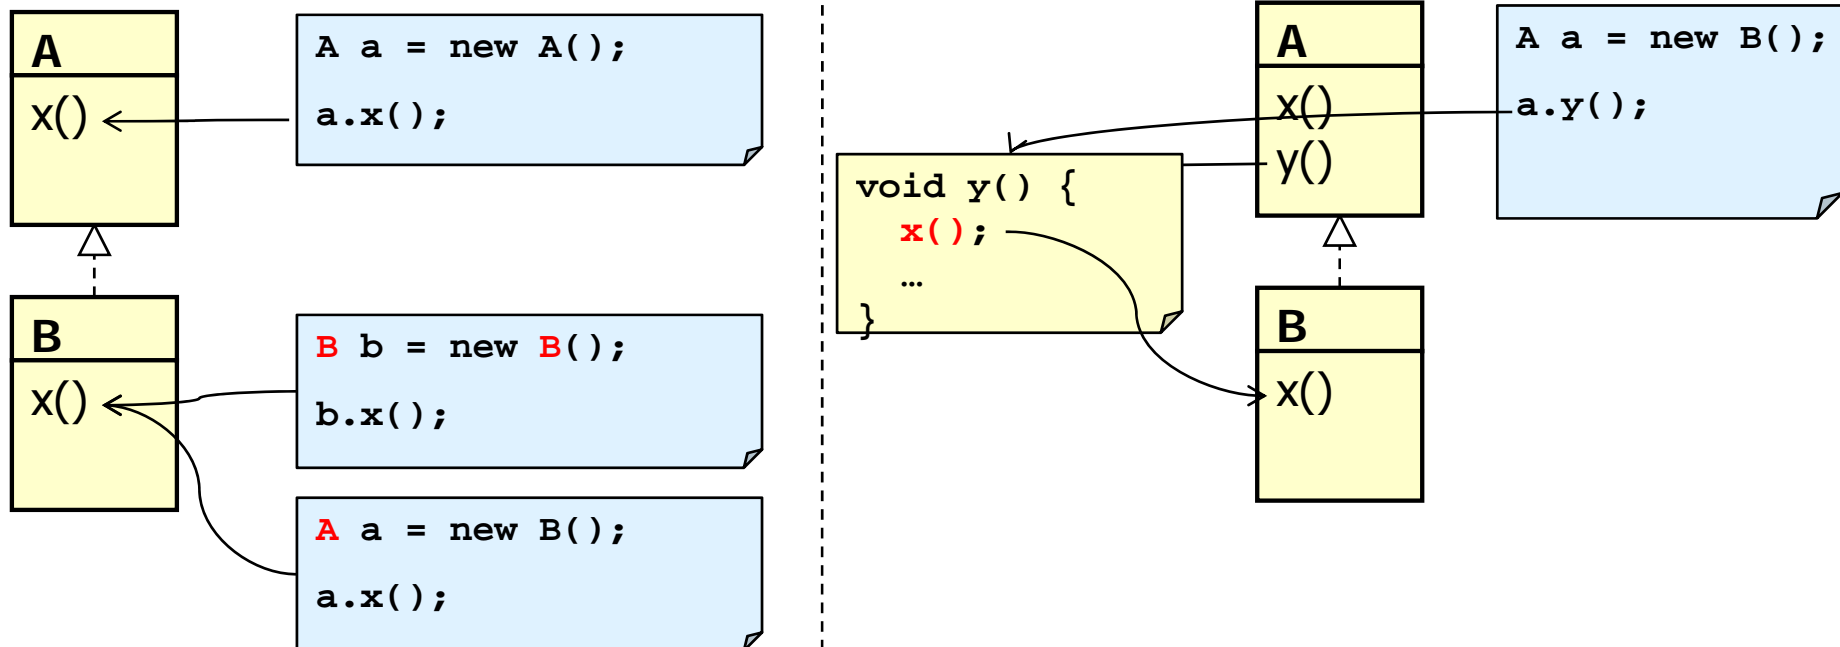 A
x()
A a = new A();
a.x();
B
x()
B b = new B();
b.x();
A a = new B();
a.x();
A
x()
y()
A a = new B();
a.y();
void y() {
x();
…
}
B
x()